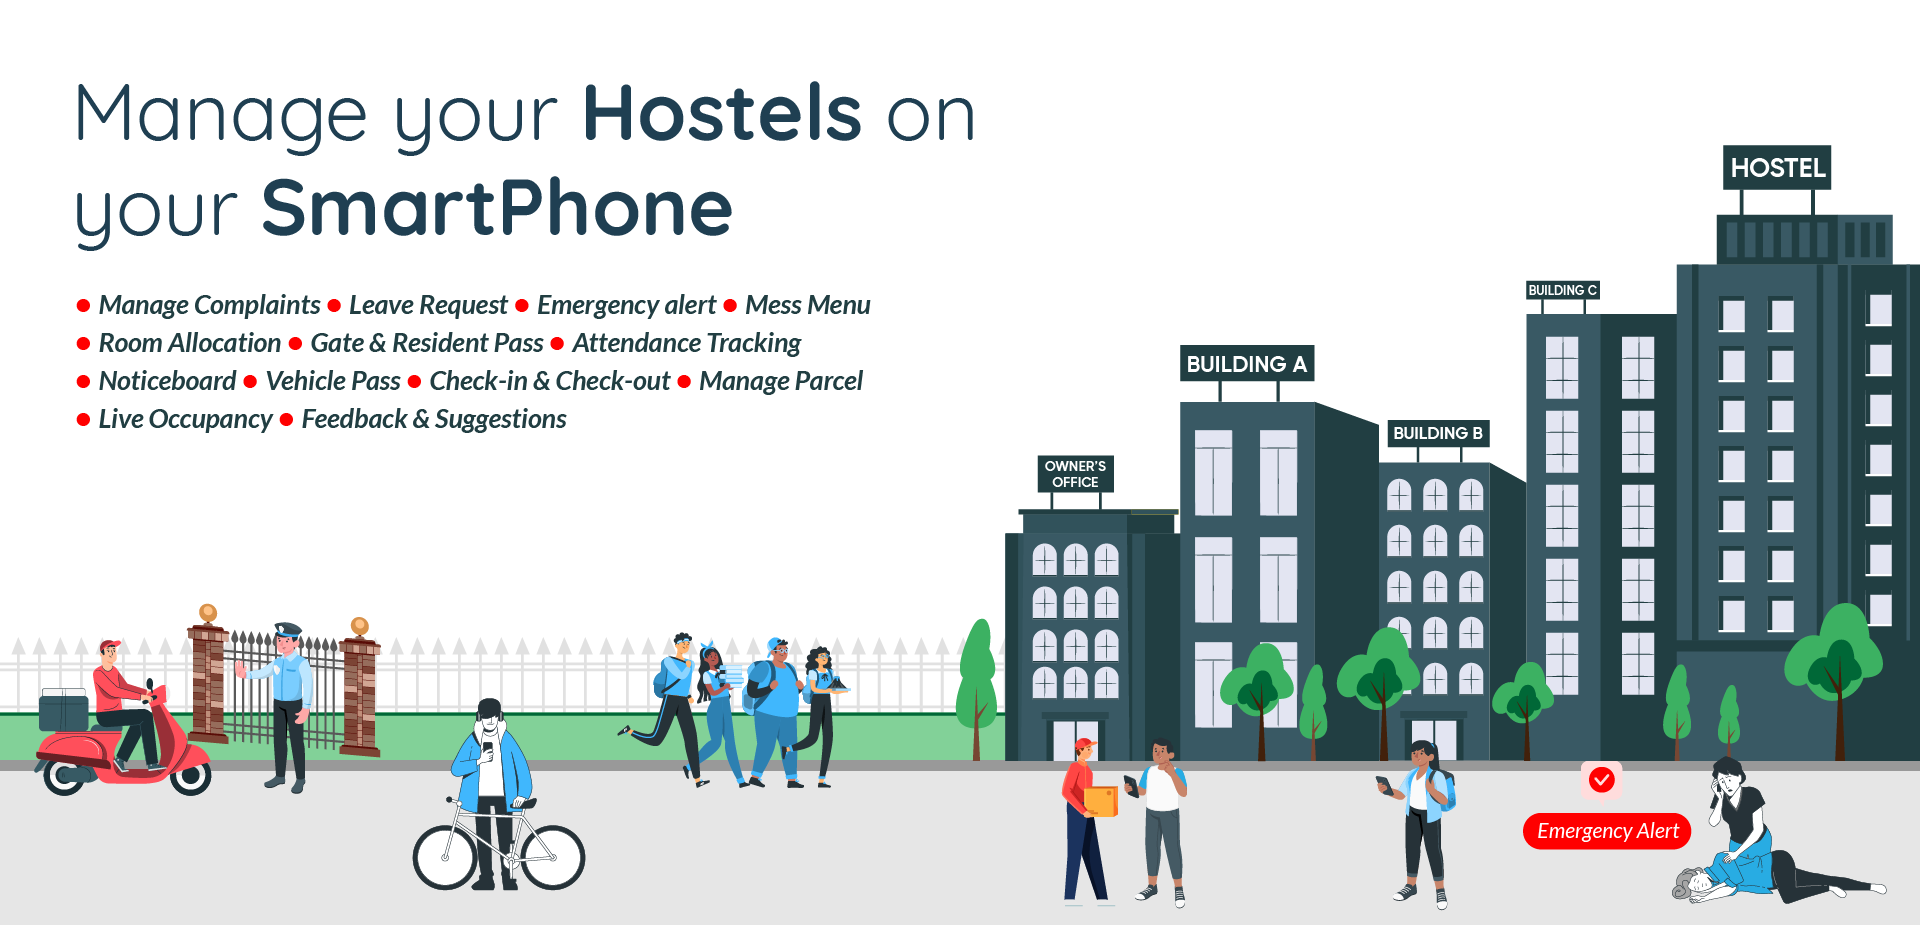 Manage your Hostels on
your SmartPhone
● Manage Complaints ● Leave Request ● Emergency alert ● Mess Menu
● Room Allocation ● Gate & Resident Pass ● Attendance Tracking
● Noticeboard ● Vehicle Pass ● Check-in & Check-out ● Manage Parcel
● Live Occupancy ● Feedback & Suggestions
HOSTEL
BUILDING C
BUILDING A
BUILDING B
OWNER'S
OFFICE
Emergency Alert